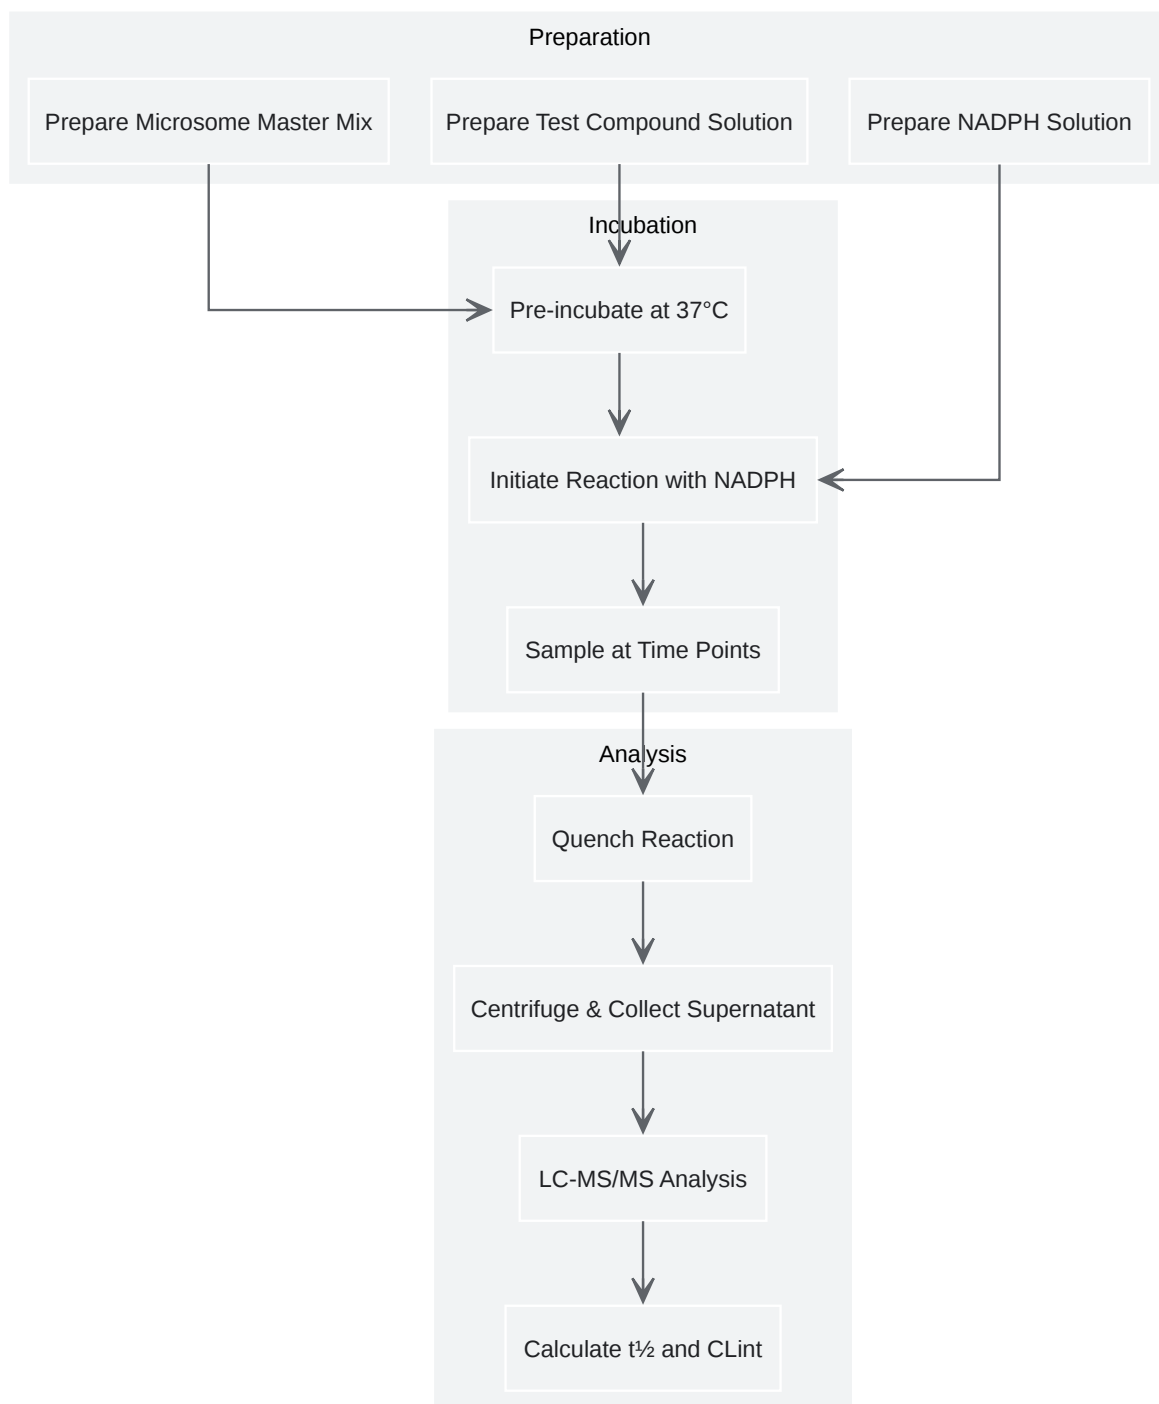 Preparation
Prepare Microsome Master Mix
Prepare Test Compound Solution
Prepare NADPH Solution
Incubation
Pre-incubate at 37°C
Initiate Reaction with NADPH
Sample at Time Points
Analysis
Quench Reaction
Centrifuge & Collect Supernatant
LC-MS/MS Analysis
Calculate t½ and CLint